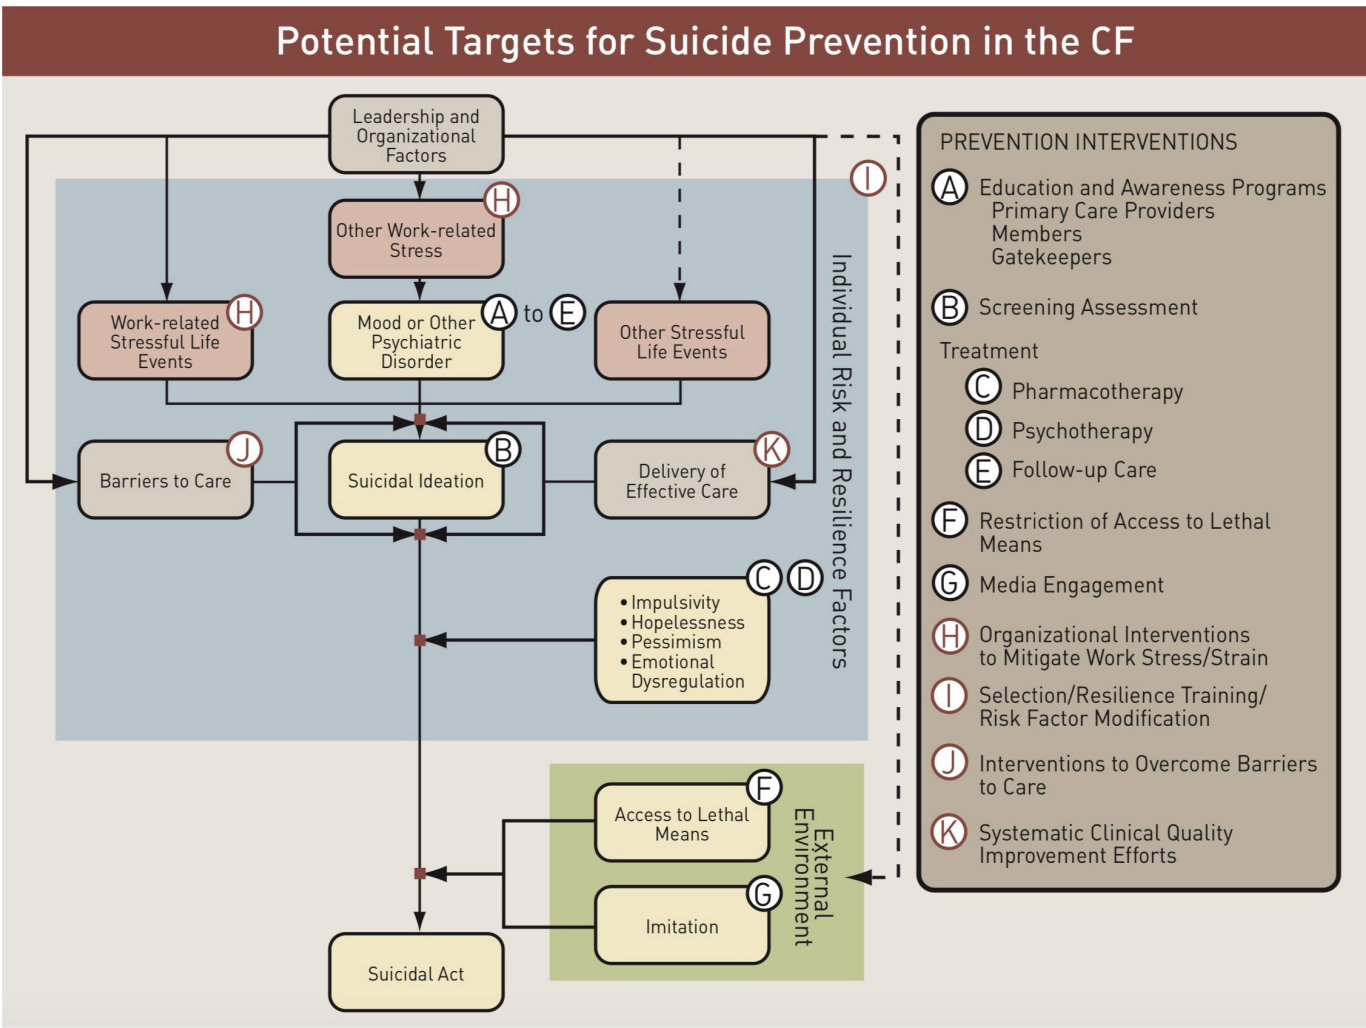 Potential Targets for Suicide Prevention in the CF
Leadership and
Organizational
Factors
I
H
Other Work-related
Stress
H
Work-related
Stressful Life
Events
A to E
Mood or Other
Psychiatric
Disorder
Other Stressful
Life Events
Individual Risk and Resilience Factors
J
Barriers to Care
B
Suicidal Ideation
K
Delivery of
Effective Care
C D
• Impulsivity
• Hopelessness
• Pessimism
• Emotional
Dysregulation
F
Access to Lethal
Means
G
Imitation
External
Environment
Suicidal Act
PREVENTION INTERVENTIONS
A Education and Awareness Programs
Primary Care Providers
Members
Gatekeepers
B Screening Assessment
Treatment
C Pharmacotherapy
D Psychotherapy
E Follow-up Care
F Restriction of Access to Lethal
Means
G Media Engagement
H Organizational Interventions
to Mitigate Work Stress/Strain
I Selection/Resilience Training/
Risk Factor Modification
J Interventions to Overcome Barriers
to Care
K Systematic Clinical Quality
Improvement Efforts